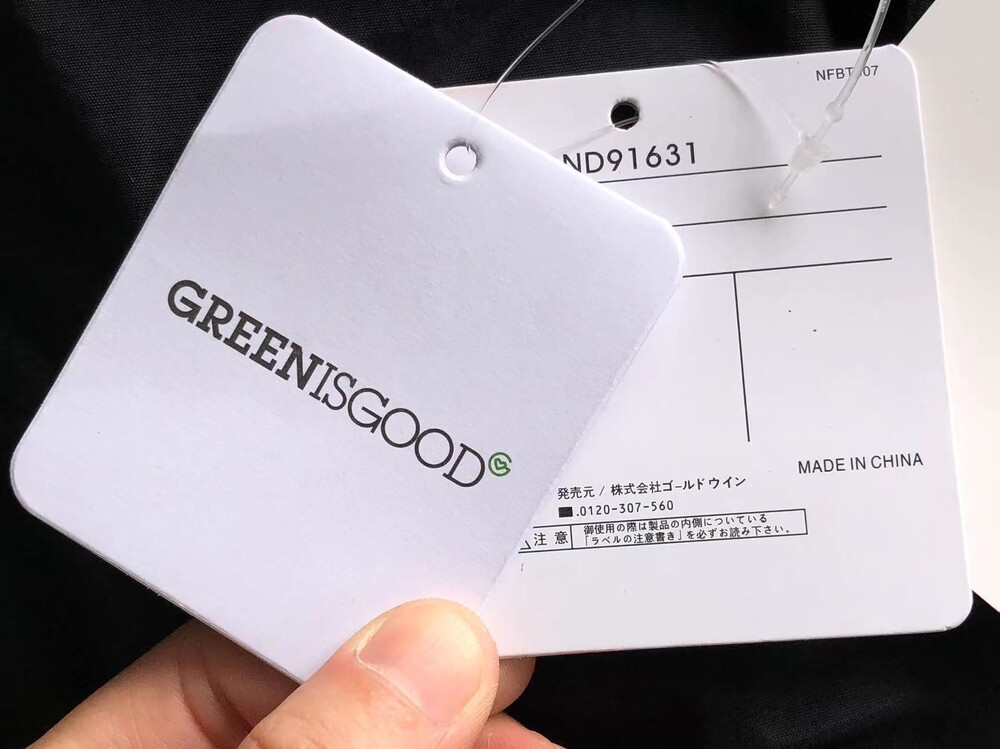 GREENISGOOD
ND91631
MADE IN CHINA
発売元 / 株式会社ゴールドウイン
.0120-307-560
注 意
御使用の際は製品の内側についている
「ラベルの注意書き」を必ずお読み下さい。